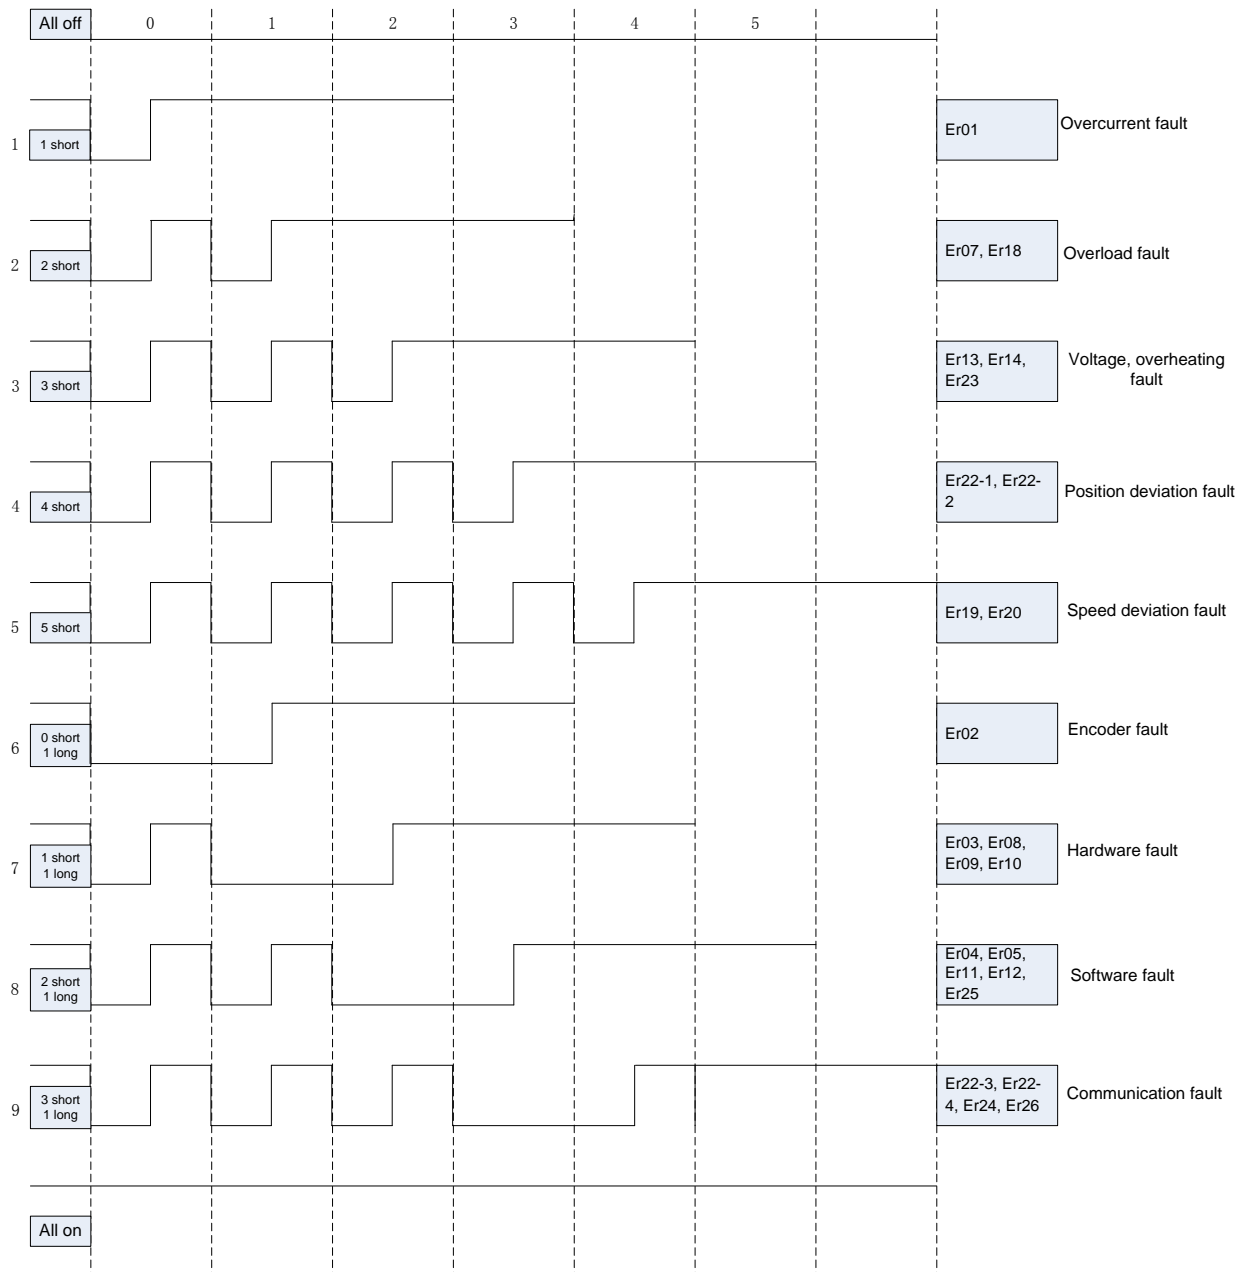 All off 0 1 2 3 4 5
1 1 short Er01 Overcurrent fault
2 2 short Er07, Er18 Overload fault
3 3 short
Er13, Er14,
Er23
Voltage, overheating
fault
4 4 short
Er22-1, Er22-
2
Position deviation fault
5 5 short Er19, Er20 Speed deviation fault
6
0 short
1 long
Er02
Encoder fault
7
1 short
1 long
Er03, Er08,
Er09, Er10
Hardware fault
8
2 short
1 long
Er04, Er05,
Er11, Er12,
Er25
Software fault
9
3 short
1 long
Er22-3, Er22-
4, Er24, Er26
Communication fault
All on